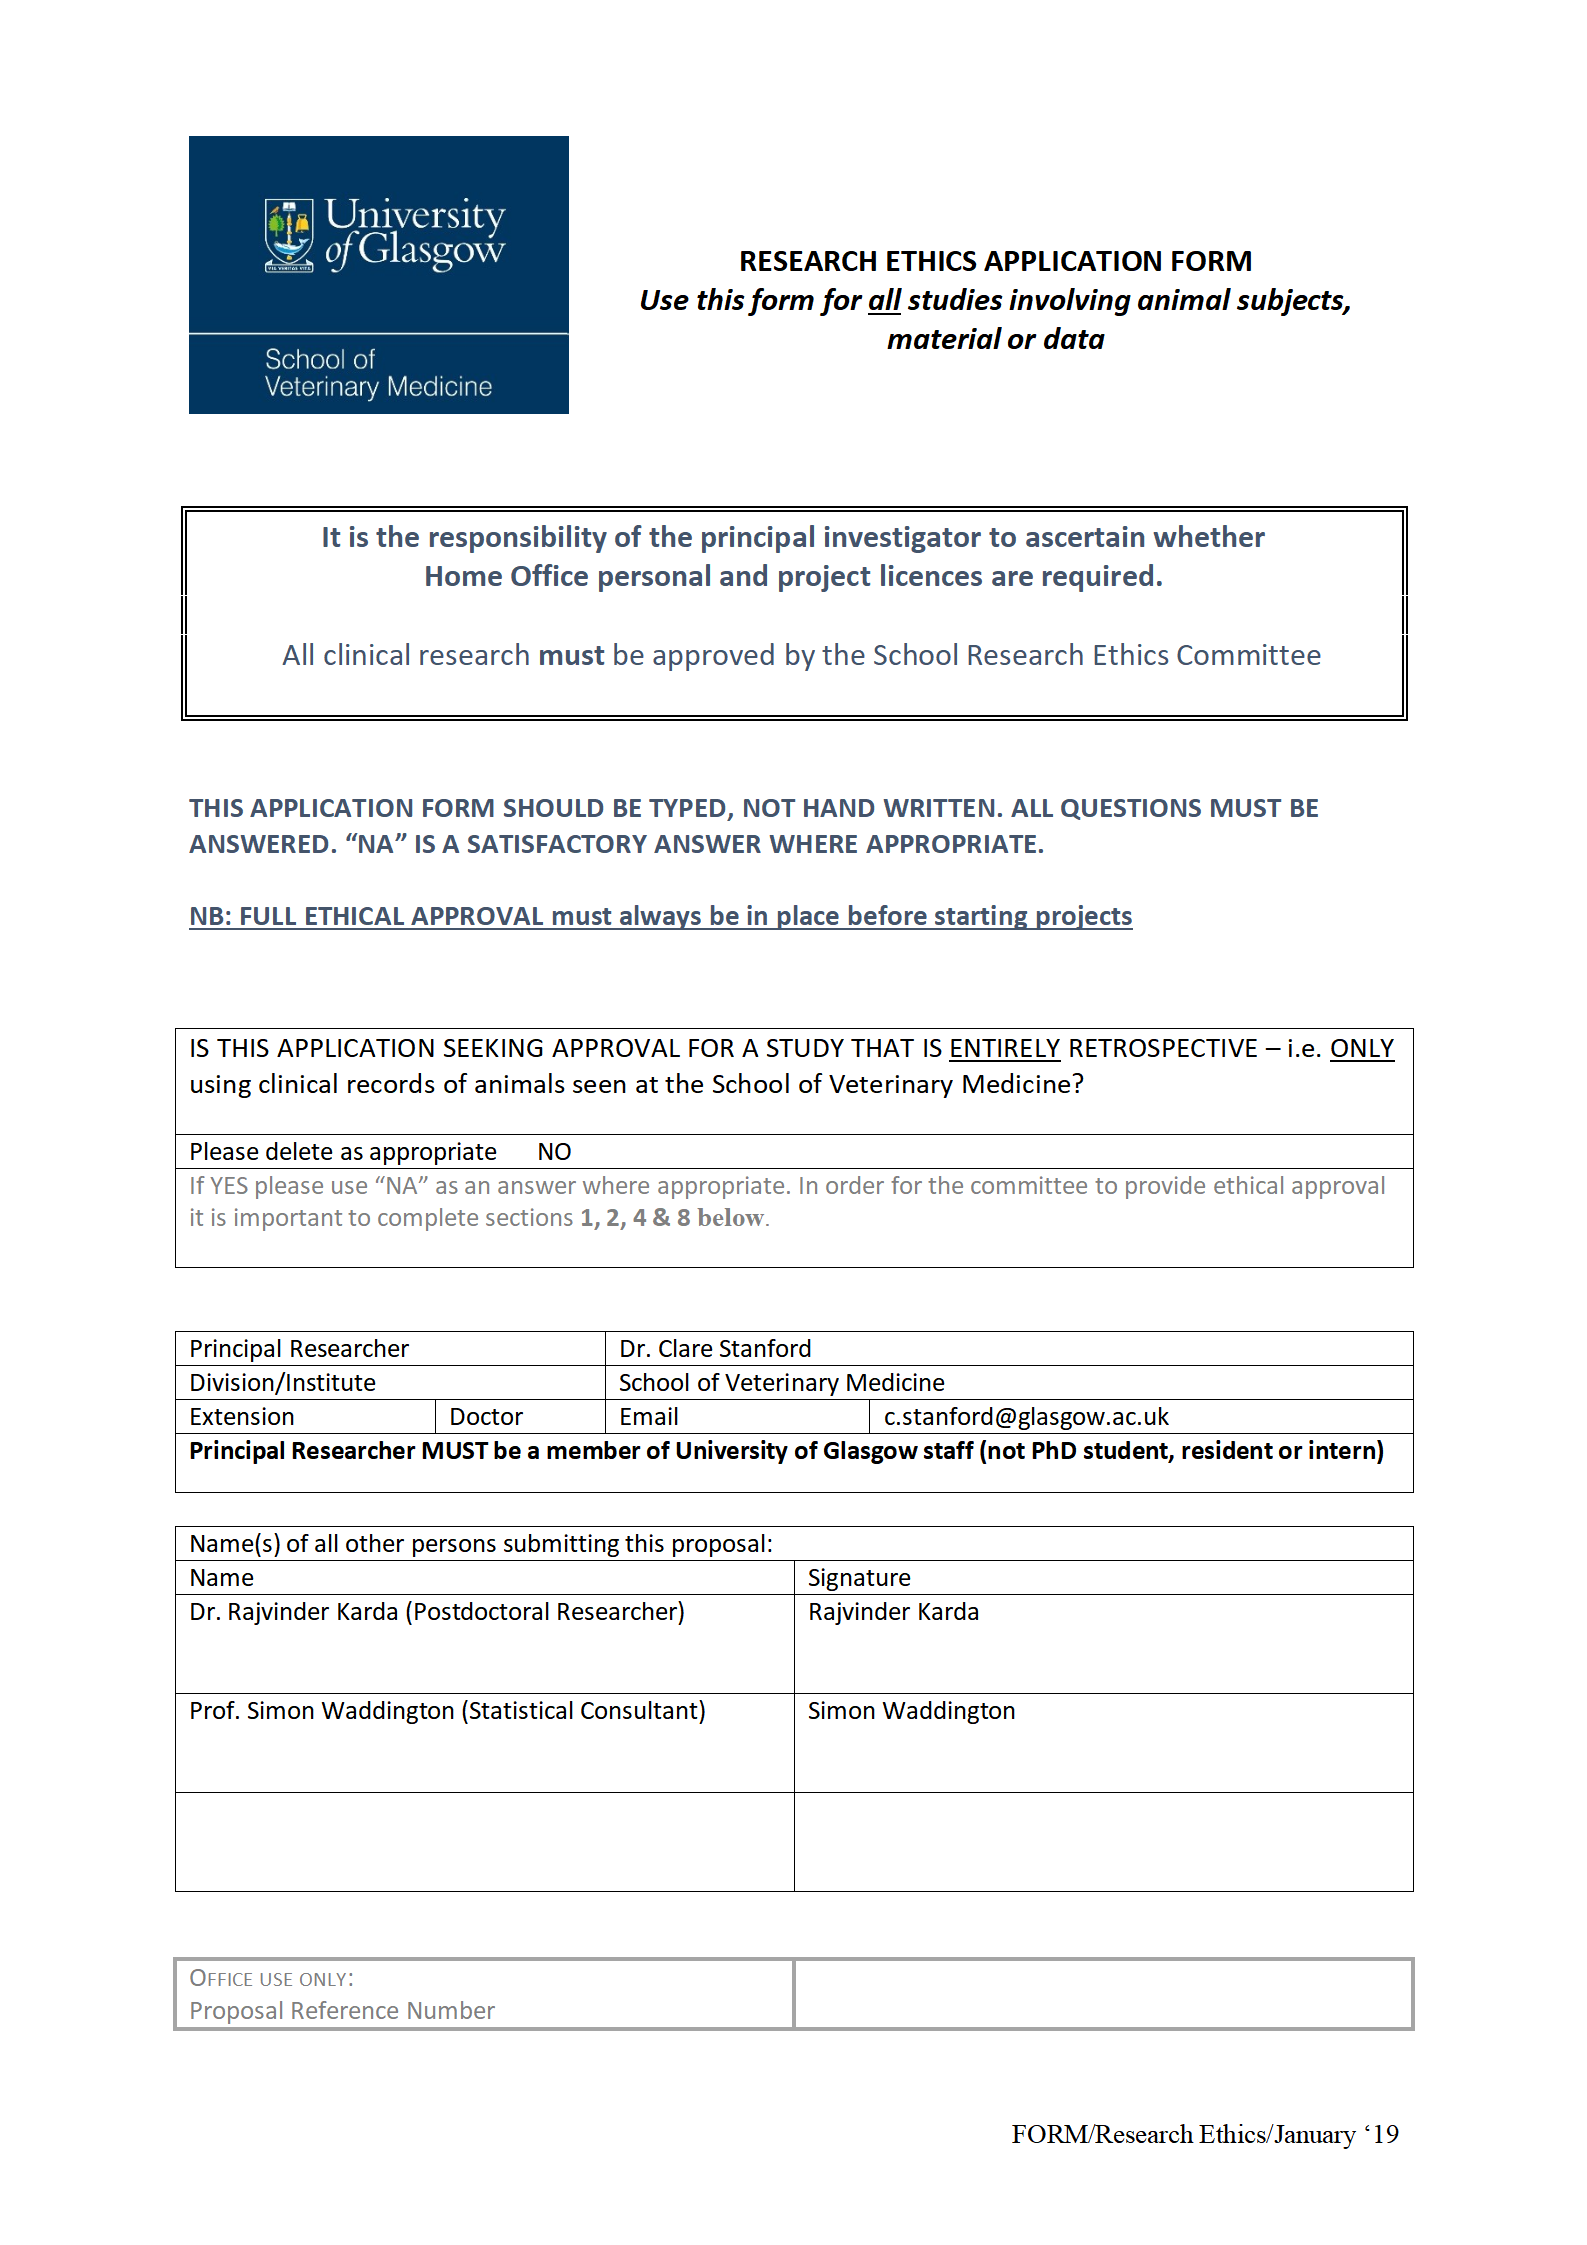 University
of Glasgow
VIA VERITAS VITA
School of
Veterinary Medicine
RESEARCH ETHICS APPLICATION FORM
Use this form for all studies involving animal subjects,
material or data
It is the responsibility of the principal investigator to ascertain whether
Home Office personal and project licences are required.
All clinical research must be approved by the School Research Ethics Committee
THIS APPLICATION FORM SHOULD BE TYPED, NOT HAND WRITTEN. ALL QUESTIONS MUST BE
ANSWERED. “NA” IS A SATISFACTORY ANSWER WHERE APPROPRIATE.
NB: FULL ETHICAL APPROVAL must always be in place before starting projects
IS THIS APPLICATION SEEKING APPROVAL FOR A STUDY THAT IS ENTIRELY RETROSPECTIVE – i.e. ONLY
using clinical records of animals seen at the School of Veterinary Medicine?
Please delete as appropriate NO
If YES please use “NA” as an answer where appropriate. In order for the committee to provide ethical approval
it is important to complete sections 1, 2, 4 & 8 below.
Principal Researcher Dr. Clare Stanford
Division/Institute School of Veterinary Medicine
Extension Doctor Email c.stanford@glasgow.ac.uk
Principal Researcher MUST be a member of University of Glasgow staff (not PhD student, resident or intern)
Name(s) of all other persons submitting this proposal:
Name Signature
Dr. Rajvinder Karda (Postdoctoral Researcher) Rajvinder Karda
Prof. Simon Waddington (Statistical Consultant) Simon Waddington
OFFICE USE ONLY:
Proposal Reference Number
FORM/Research Ethics/January ‘19